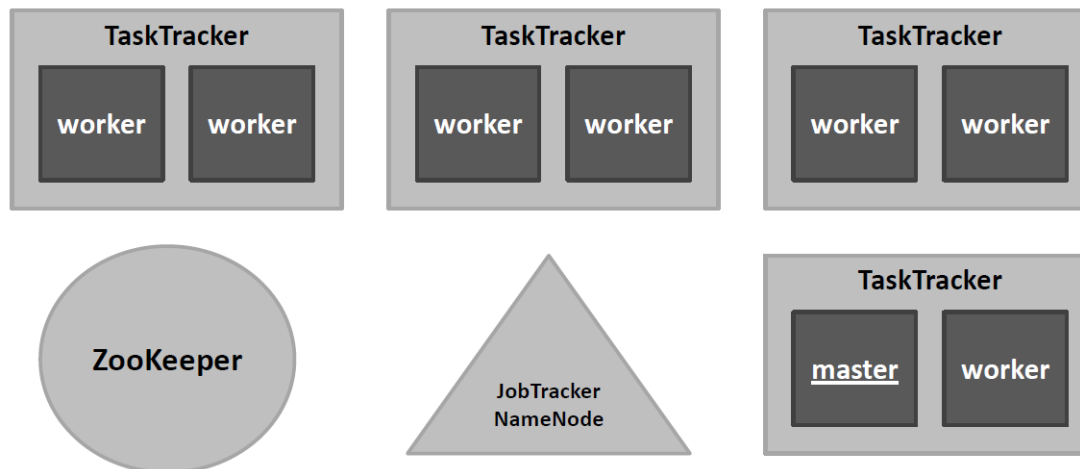 TaskTracker
worker worker
TaskTracker
worker worker
TaskTracker
worker worker
ZooKeeper
JobTracker
NameNode
TaskTracker
master worker